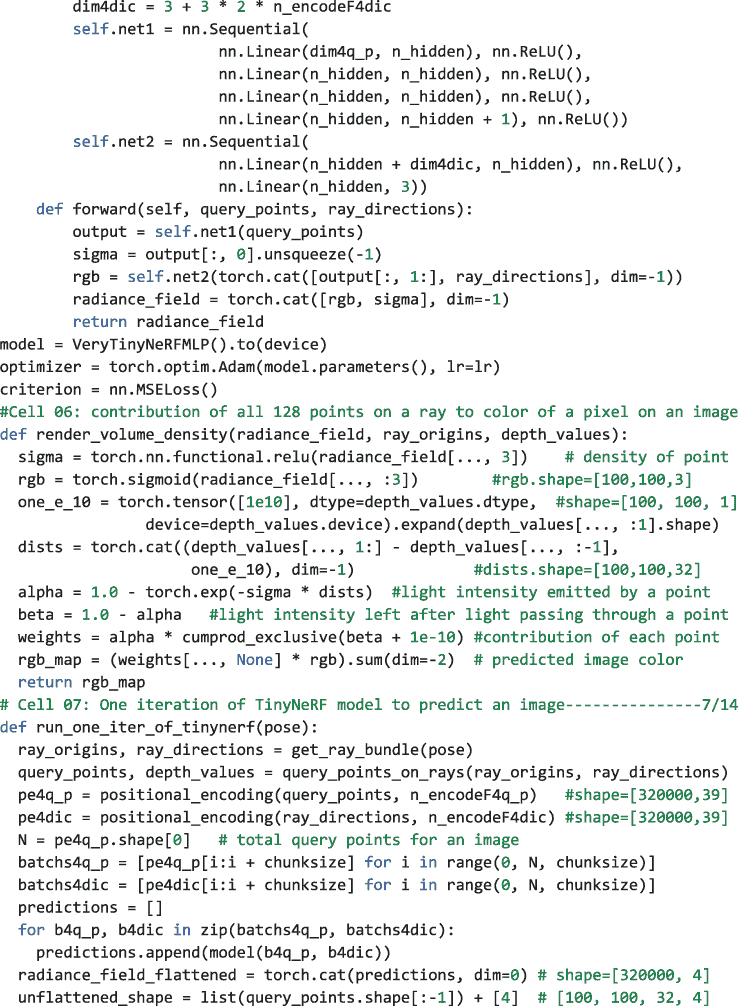 dim4dic = 3 + 3 * 2 * n_encodeF4dic
        self.net1 = nn.Sequential(
                        nn.Linear(dim4q_p, n_hidden), nn.ReLU(),
                        nn.Linear(n_hidden, n_hidden), nn.ReLU(),
                        nn.Linear(n_hidden, n_hidden), nn.ReLU(),
                        nn.Linear(n_hidden, n_hidden + 1), nn.ReLU())
        self.net2 = nn.Sequential(
                        nn.Linear(n_hidden + dim4dic, n_hidden), nn.ReLU(),
                        nn.Linear(n_hidden, 3))
    def forward(self, query_points, ray_directions):
        output = self.net1(query_points)
        sigma = output[:, 0].unsqueeze(-1)
        rgb = self.net2(torch.cat([output[:, 1:], ray_directions], dim=-1))
        radiance_field = torch.cat([rgb, sigma], dim=-1)
        return radiance_field
model = VeryTinyNeRFMLP().to(device)
optimizer = torch.optim.Adam(model.parameters(), lr=lr)
criterion = nn.MSELoss()
#Cell 06: contribution of all 128 points on a ray to color of a pixel on an image
def render_volume_density(radiance_field, ray_origins, depth_values):
  sigma = torch.nn.functional.relu(radiance_field[..., 3])   # density of point
  rgb = torch.sigmoid(radiance_field[..., :3])        #rgb.shape=[100,100,3]
  one_e_10 = torch.tensor([1e10], dtype=depth_values.dtype,  #shape=[100, 100, 1]
                device=depth_values.device).expand(depth_values[..., :1].shape)
  dists = torch.cat((depth_values[..., 1:] - depth_values[..., :-1],
                     one_e_10), dim=-1)             #dists.shape=[100,100,32]
  alpha = 1.0 - torch.exp(-sigma * dists)  #light intensity emitted by a point
  beta = 1.0 - alpha   #light intensity left after light passing through a point
  weights = alpha * cumprod_exclusive(beta + 1e-10) #contribution of each point
  rgb_map = (weights[..., None] * rgb).sum(dim=-2)  # predicted image color
  return rgb_map
# Cell 07: One iteration of TinyNeRF model to predict an image---------------7/14
def run_one_iter_of_tinynerf(pose):
  ray_origins, ray_directions = get_ray_bundle(pose)
  query_points, depth_values = query_points_on_rays(ray_origins, ray_directions)
  pe4q_p = positional_encoding(query_points, n_encodeF4q_p)   #shape=[320000,39]
  pe4dic = positional_encoding(ray_directions, n_encodeF4dic) #shape=[320000,39]
  N = pe4q_p.shape[0]   # total query points for an image
  batchs4q_p = [pe4q_p[i:i + chunksize] for i in range(0, N, chunksize)]
  batchs4dic = [pe4dic[i:i + chunksize] for i in range(0, N, chunksize)]
  predictions = []
  for b4q_p, b4dic in zip(batchs4q_p, batchs4dic):
    predictions.append(model(b4q_p, b4dic))
  radiance_field_flattened = torch.cat(predictions, dim=0) # shape=[320000, 4]
  unflattened_shape = list(query_points.shape[:-1]) + [4]  # [100, 100, 32, 4]